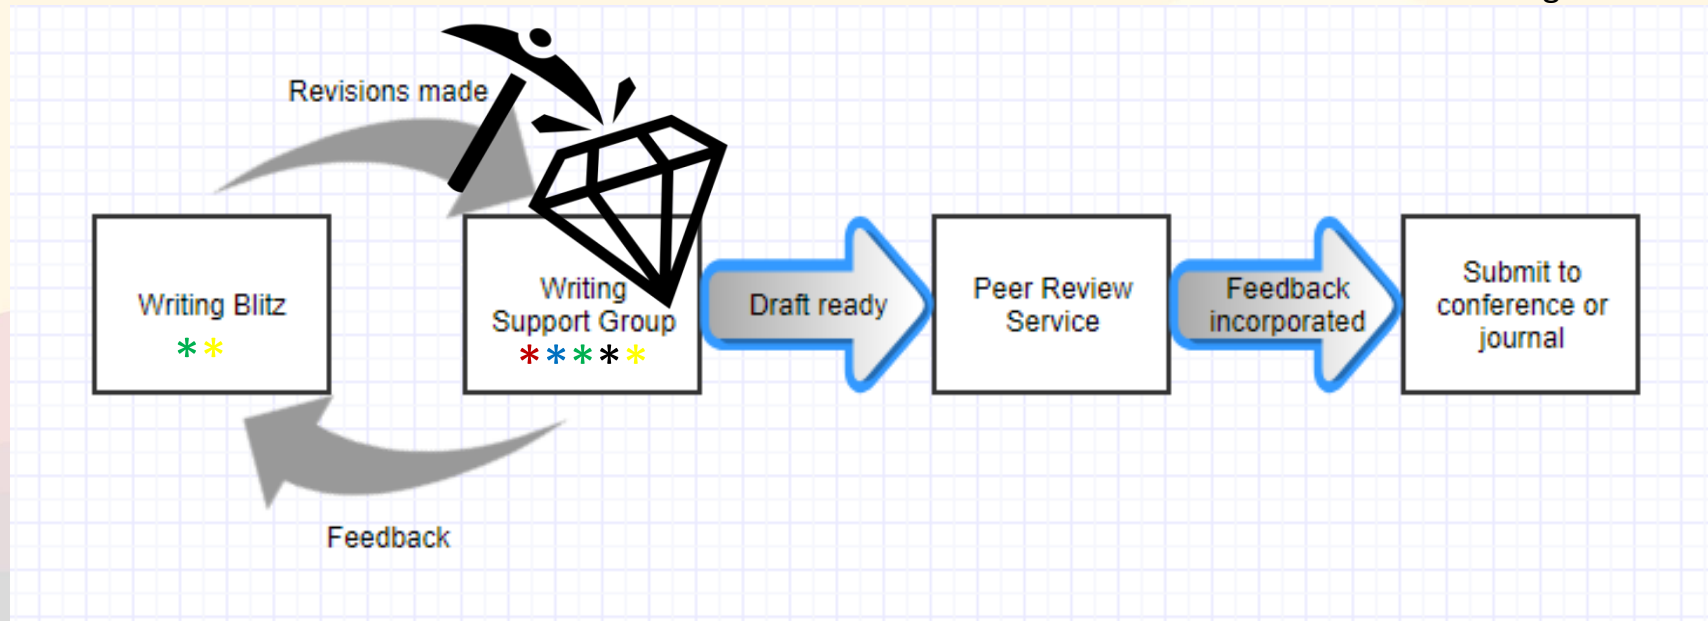 Revisions made
Writing Blitz
* *
Writing
Support Group
* * * * *
Draft ready
Peer Review
Service
Feedback
incorporated
Submit to
conference or
journal
Feedback